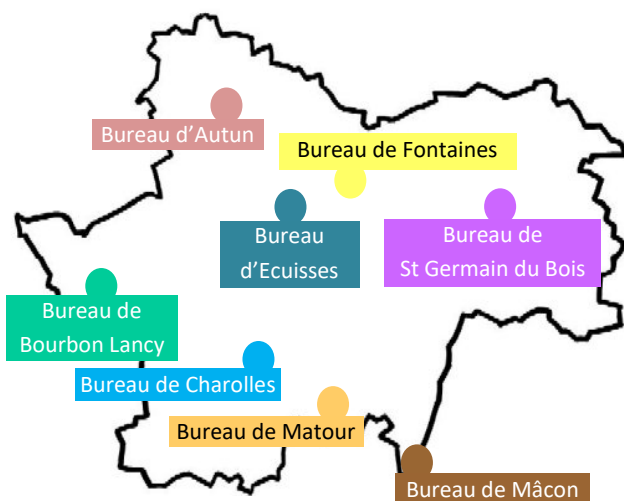 Bureau d'Autun
Bureau de Fontaines
Bureau
d'Ecuisses
Bureau de
St Germain du Bois
Bureau de
Bourbon Lancy
Bureau de Charolles
Bureau de Matour
Bureau de Mâcon